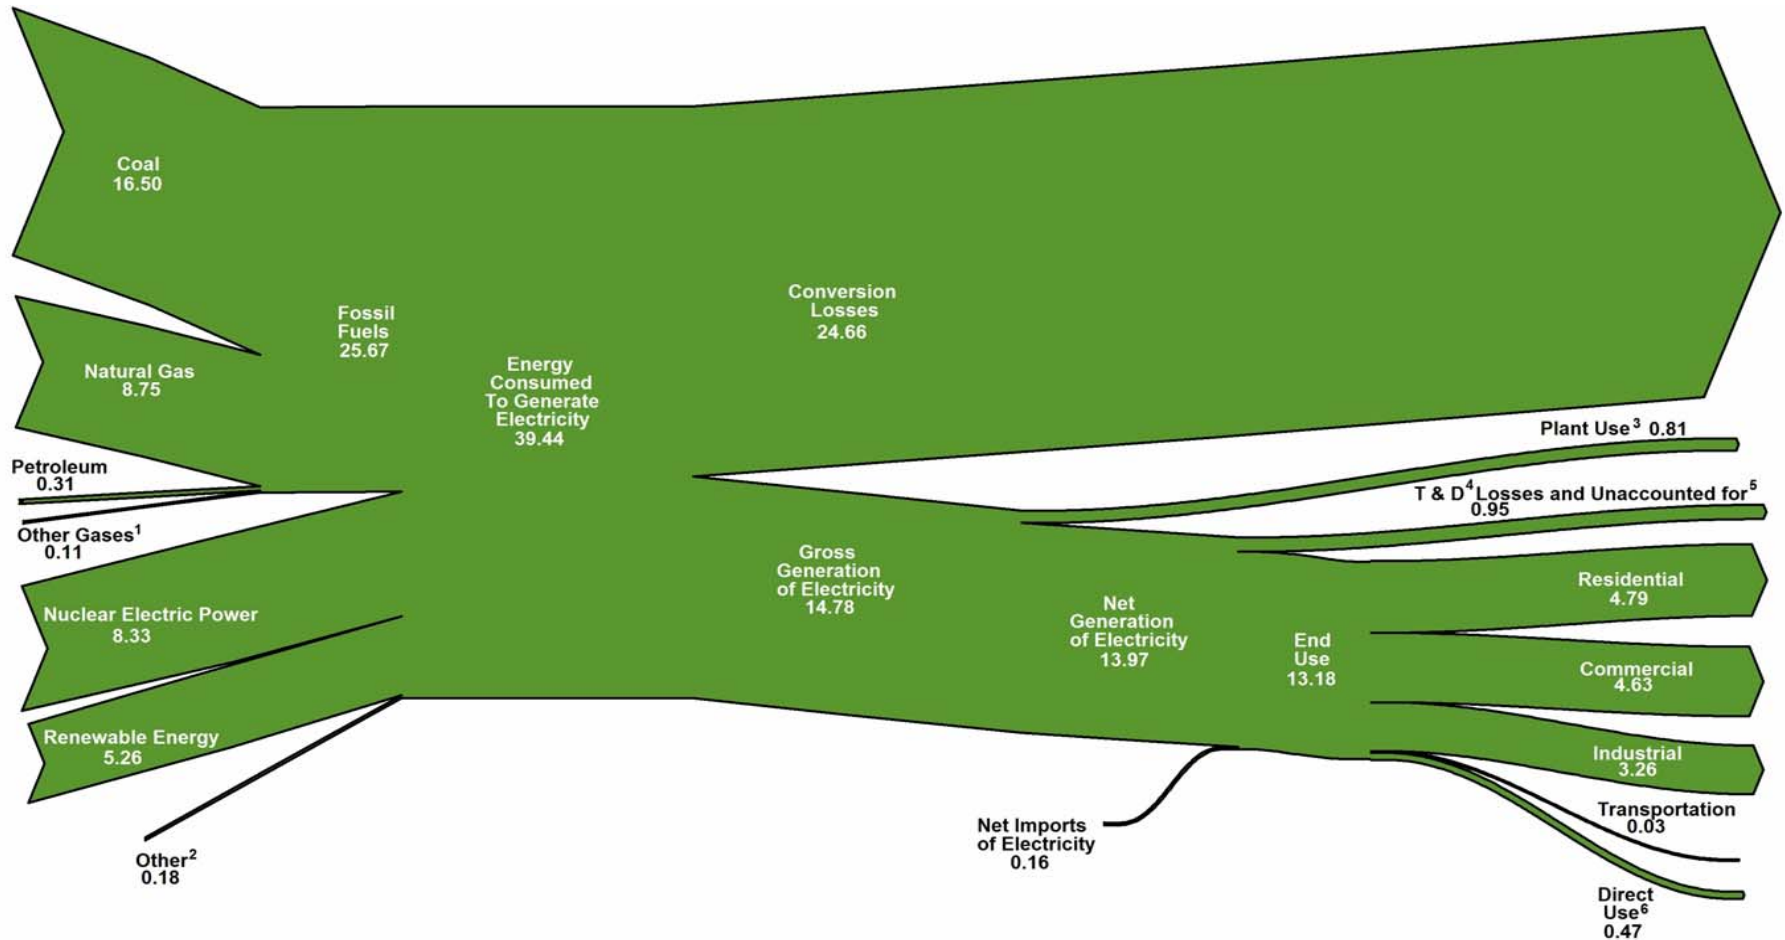 Coal
16.50
Natural Gas
8.75
Petroleum
0.31
Other Gases1
0.11
Nuclear Electric Power
8.33
Renewable Energy
5.26
Other2
0.18
Fossil
Fuels
25.67
Energy
Consumed
To Generate
Electricity
39.44
Conversion
Losses
24.66
Gross
Generation
of Electricity
14.78
Net
Generation
of Electricity
13.97
Net Imports
of Electricity
0.16
End
Use
13.18
Plant Use3 0.81
T & D4 Losses and Unaccounted for5
0.95
Residential
4.79
Commercial
4.63
Industrial
3.26
Transportation
0.03
Direct
Use6
0.47